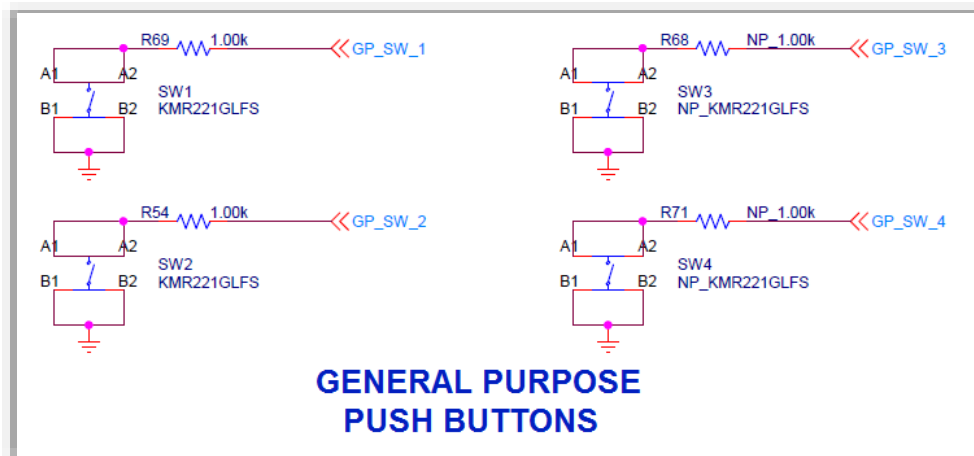 R69 1.00k GP_SW_1
A1 A2
SW1
B1 B2 KMR221GLFS
R68 NP_1.00k GP_SW_3
A1 A2
SW3
B1 B2 NP_KMR221GLFS
R54 1.00k GP_SW_2
A1 A2
SW2
B1 B2 KMR221GLFS
R71 NP_1.00k GP_SW_4
A1 A2
SW4
B1 B2 NP_KMR221GLFS
GENERAL PURPOSE
PUSH BUTTONS